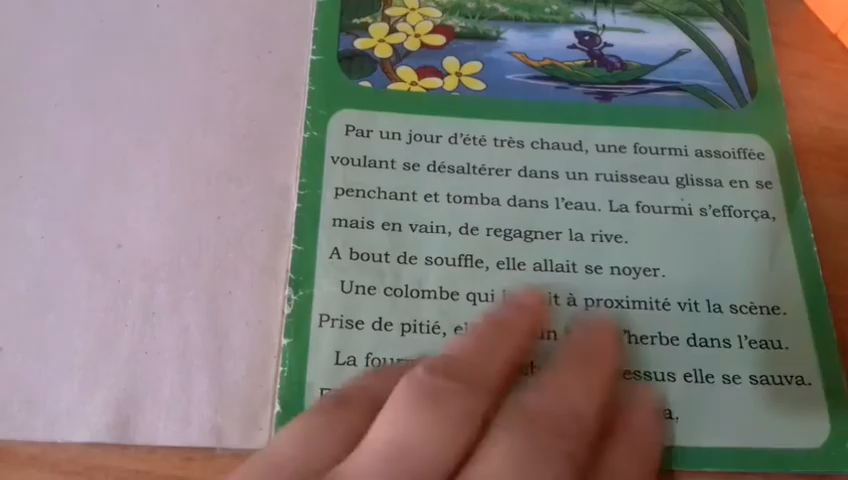 Par un jour d'été très chaud, une fourmi assoiffée
voulant se désaltérer dans un ruisseau glissa en se
penchant et tomba dans l'eau. La fourmi s'efforça,
mais en vain, de regagner la rive.
A bout de souffle, elle allait se noyer.
Une colombe qui à proximité vit la scène.
Prise de pitié, d'herbe dans l'eau.
La elle se sauva.